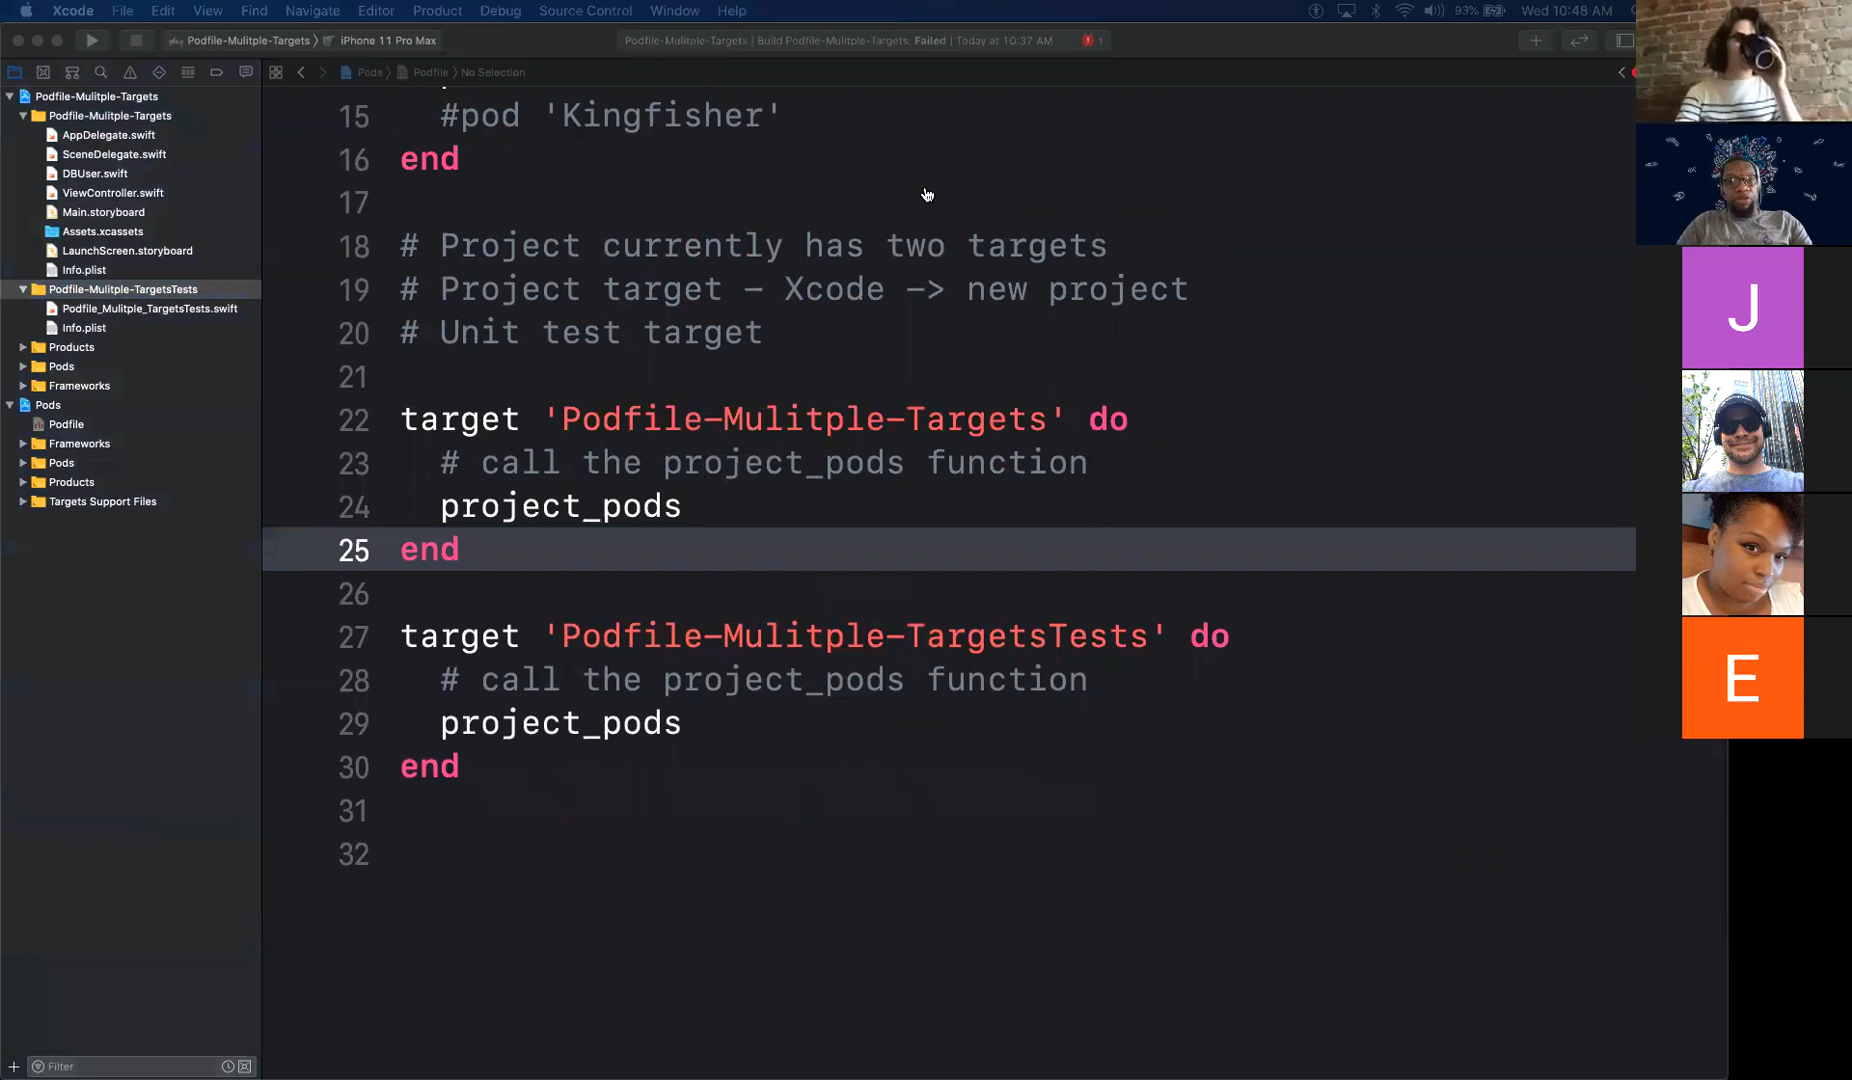 Xcode File Edit View Find Navigate Editor Product Debug Source Control Window Help 93% Wed 10:48 AM
Podfile-Mulitple-Targets iPhone 11 Pro Max Podfile-Mulitple-Targets | Build Podfile-Mulitple-Targets: Failed | Today at 10:37 AM 1
Pods Podfile No Selection
Podfile-Mulitple-Targets
Podfile-Mulitple-Targets
AppDelegate.swift
SceneDelegate.swift
DBUser.swift
ViewController.swift
Main.storyboard
Assets.xcassets
LaunchScreen.storyboard
Info.plist
Podfile-Mulitple-TargetsTests
Podfile_Mulitple_TargetsTests.swift
Info.plist
Products
Pods
Frameworks
Pods
Podfile
Frameworks
Pods
Products
Targets Support Files
Filter
15 #pod 'Kingfisher'
16 end
17
18 # Project currently has two targets
19 # Project target - Xcode -> new project
20 # Unit test target
21
22 target 'Podfile-Mulitple-Targets' do
23 # call the project_pods function
24 project_pods
25 end
26
27 target 'Podfile-Mulitple-TargetsTests' do
28 # call the project_pods function
29 project_pods
30 end
31
32
J
E